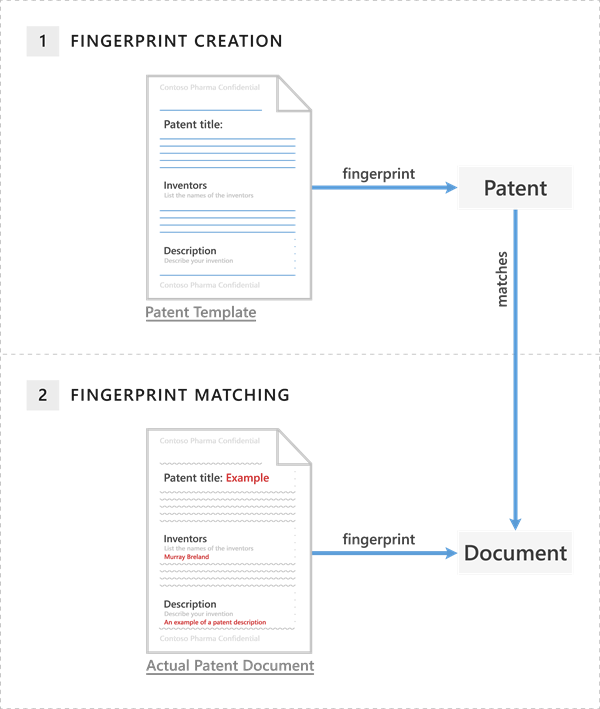 1 FINGERPRINT CREATION
Contoso Pharma Confidential
Patent title:
Inventors
List the names of the inventors
Description
Describe your invention
Contoso Pharma Confidential
Patent Template
fingerprint
Patent
matches
2 FINGERPRINT MATCHING
Contoso Pharma Confidential
Patent title: Example
Inventors
List the names of the inventors
Murray Breland
Description
Describe your invention
An example of a patent description
Contoso Pharma Confidential
Actual Patent Document
fingerprint
Document